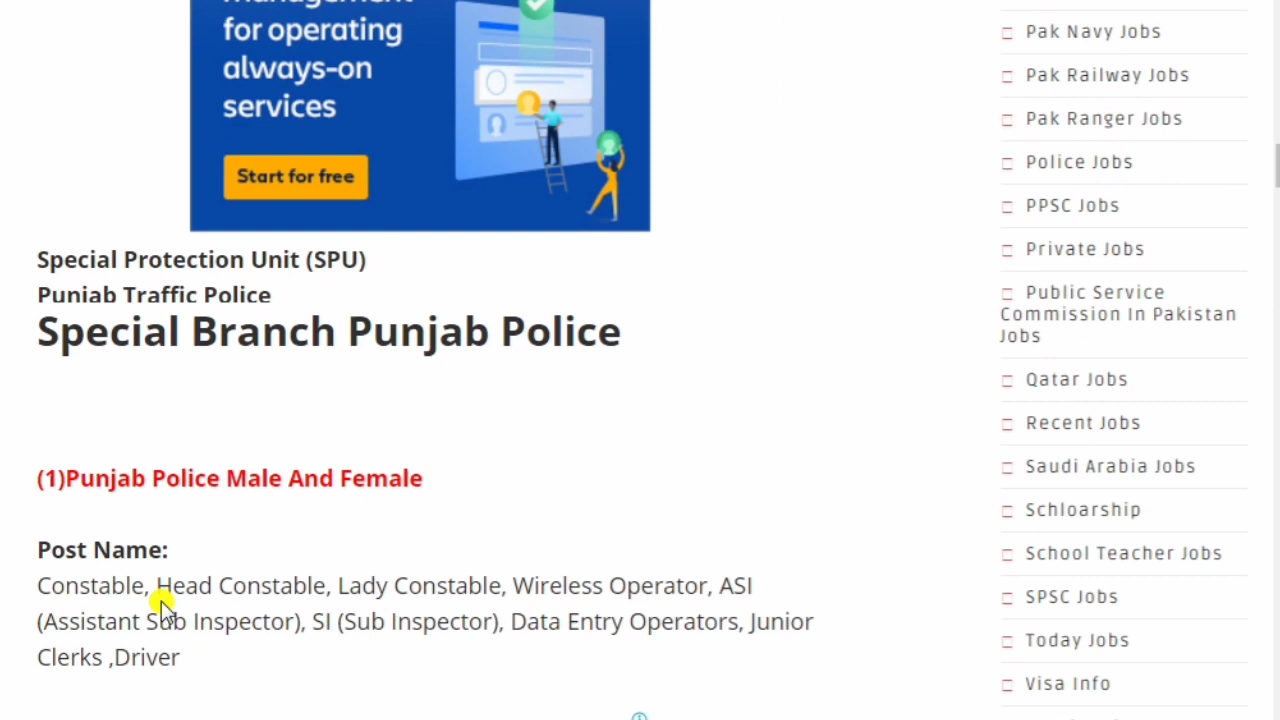 management
for operating
always-on
services
Start for free
Special Protection Unit (SPU)
Punjab Traffic Police
Special Branch Punjab Police
(1)Punjab Police Male And Female
Post Name:
Constable, Head Constable, Lady Constable, Wireless Operator, ASI
(Assistant Sub Inspector), SI (Sub Inspector), Data Entry Operators, Junior
Clerks ,Driver
Pak Navy Jobs
Pak Railway Jobs
Pak Ranger Jobs
Police Jobs
PPSC Jobs
Private Jobs
Public Service
Commission In Pakistan
Jobs
Qatar Jobs
Recent Jobs
Saudi Arabia Jobs
Schloarship
School Teacher Jobs
SPSC Jobs
Today Jobs
Visa Info